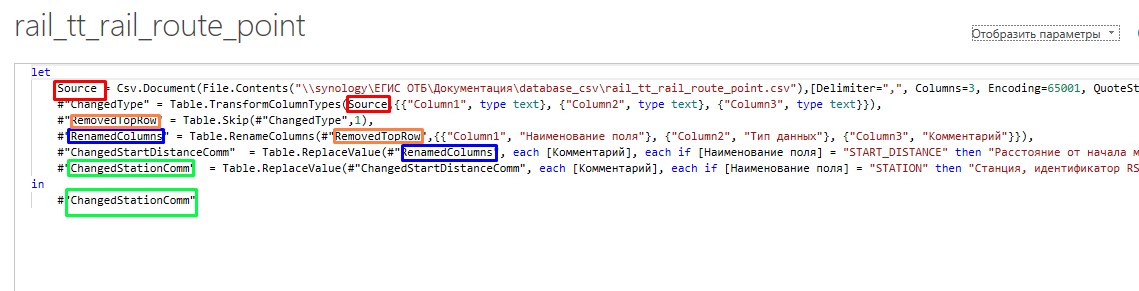 rail_tt_rail_route_point
Отобразить параметры
let
Source = Csv.Document(File.Contents("\\synology\ЕГИС ОТБ\Документация\database_csv\rail_tt_rail_route_point.csv"),[Delimiter=",", Columns=3, Encoding=65001, QuoteSt
#"ChangedType" = Table.TransformColumnTypes(Source,{{"Column1", type text}, {"Column2", type text}, {"Column3", type text}}),
#"RemovedTopRow" = Table.Skip(#"ChangedType",1),
#"RenamedColumns" = Table.RenameColumns(#"RemovedTopRow",{{"Column1", "Наименование поля"}, {"Column2", "Тип данных"}, {"Column3", "Комментарий"}}),
#"ChangedStartDistanceComm" = Table.ReplaceValue(#"RenamedColumns", each [Комментарий], each if [Наименование поля] = "START_DISTANCE" then "Расстояние от начала м
#"ChangedStationComm" = Table.ReplaceValue(#"ChangedStartDistanceComm", each [Комментарий], each if [Наименование поля] = "STATION" then "Станция, идентификатор RS
in
#"ChangedStationComm"